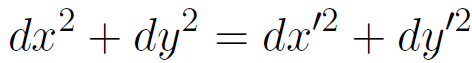 dx² + dy² = dx′² + dy′²